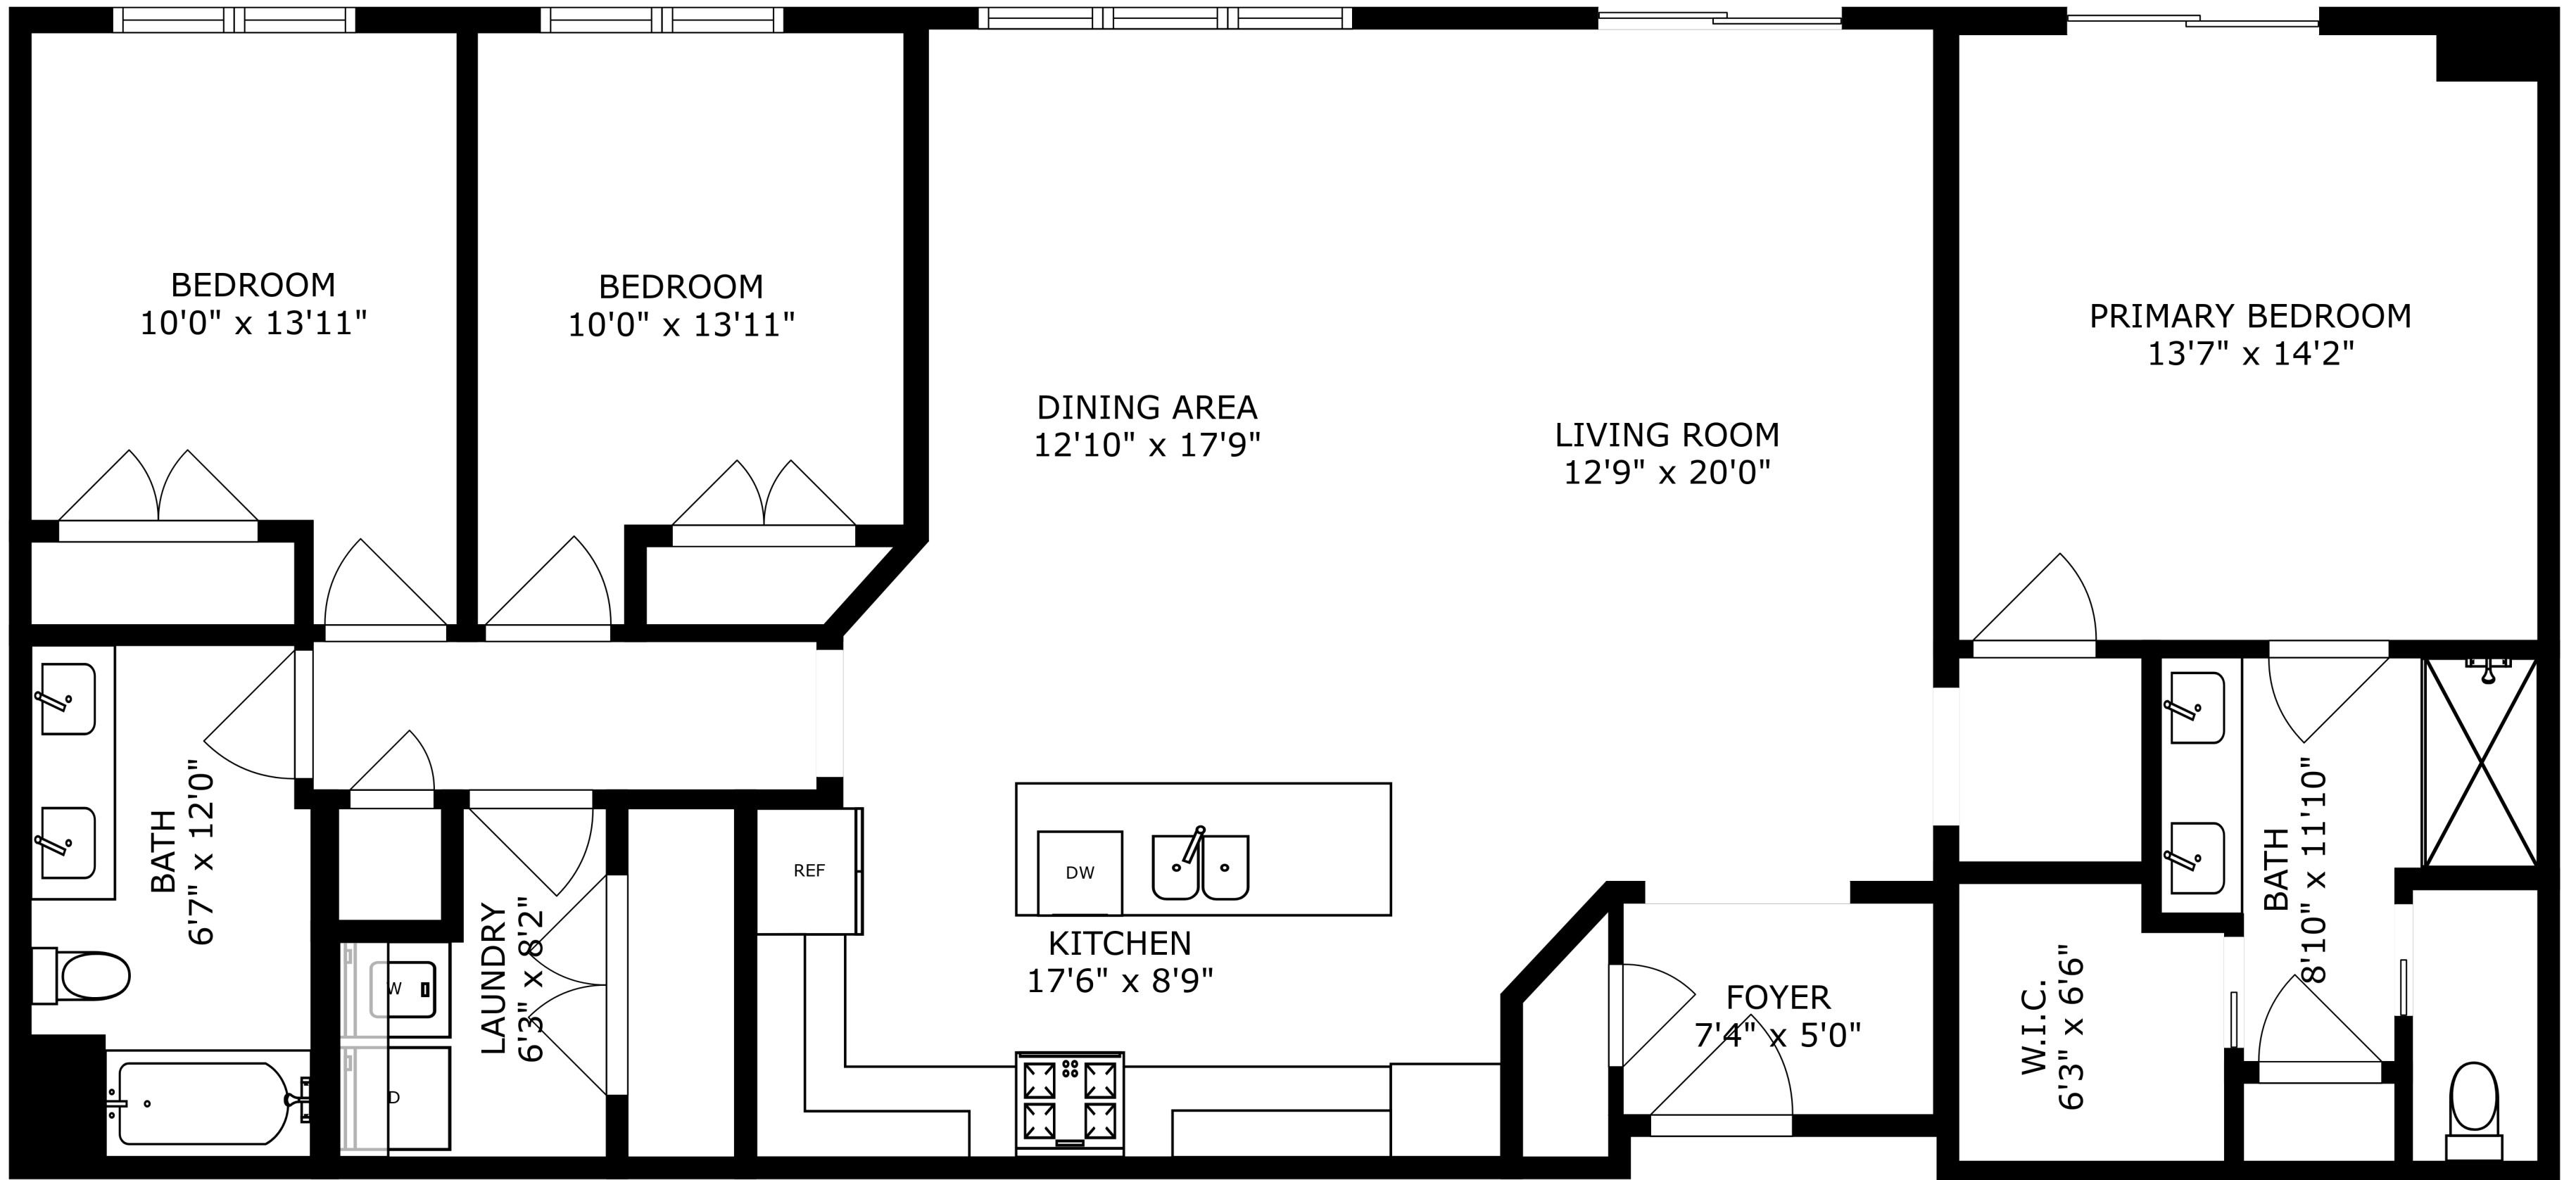 BEDROOM
10'0" x 13'11"
BEDROOM
10'0" x 13'11"
DINING AREA
12'10" x 17'9"
LIVING ROOM
12'9" x 20'0"
PRIMARY BEDROOM
13'7" x 14'2"
BATH
6'7" x 12'0"
LAUNDRY
6'3" x 8'2"
W
D
REF
DW
KITCHEN
17'6" x 8'9"
FOYER
7'4" x 5'0"
W.I.C.
6'3" x 6'6"
BATH
8'10" x 11'10"